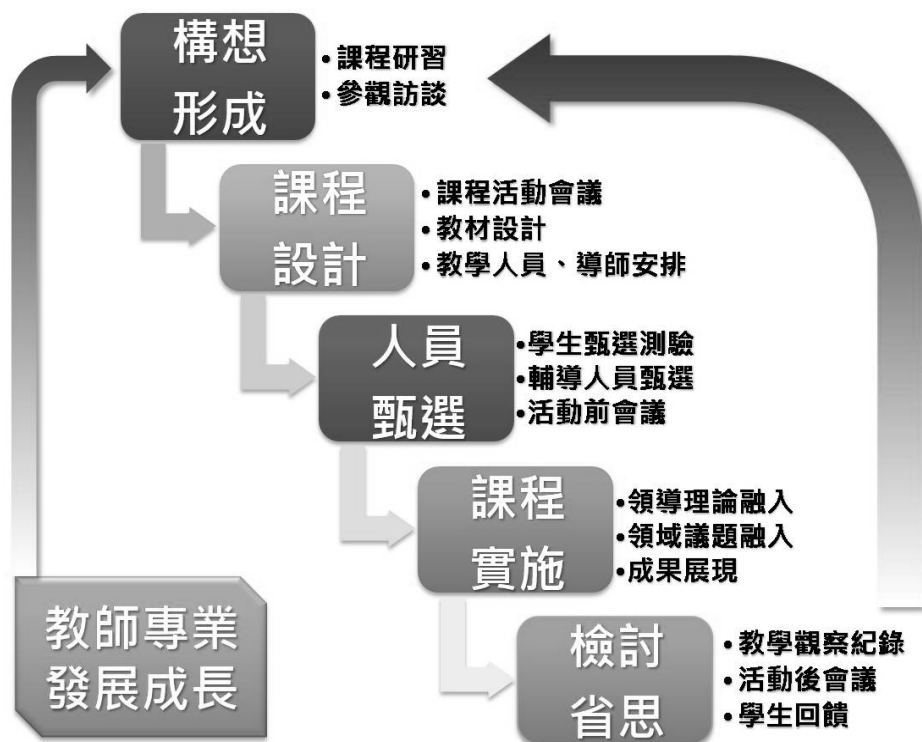 構想
形成
•課程研習
•參觀訪談
課程
設計
•課程活動會議
•教材設計
•教學人員、導師安排
人員
甄選
•學生甄選測驗
•輔導人員甄選
•活動前會議
課程
實施
•領導理論融入
•領域議題融入
•成果展現
檢討
省思
•教學觀察紀錄
•活動後會議
•學生回饋
教師專業
發展成長